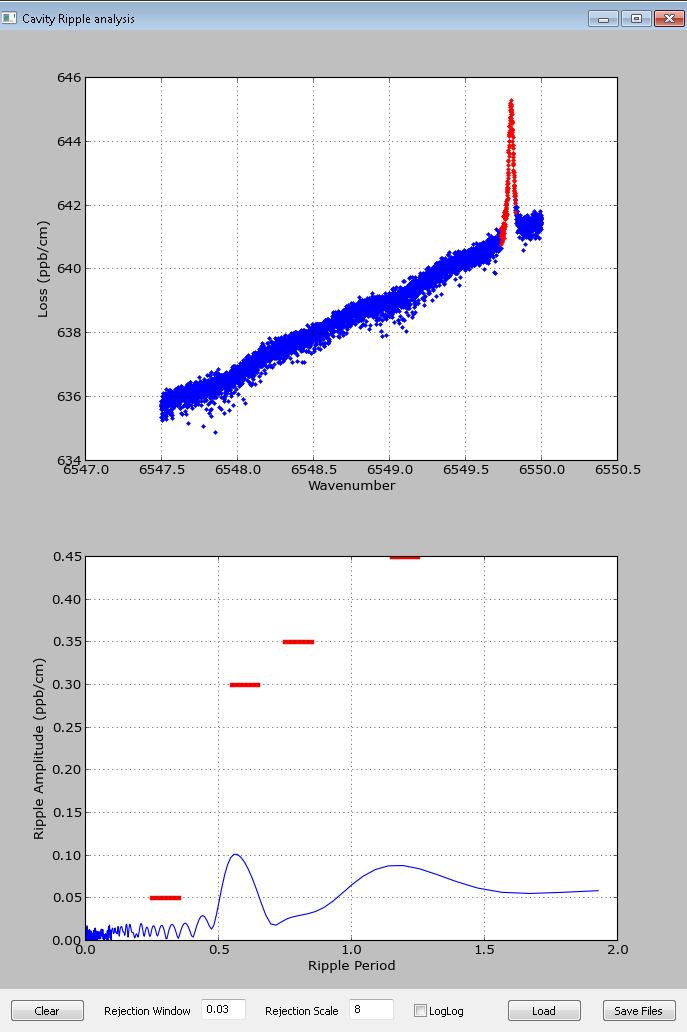 Cavity Ripple analysis
646
644
642
640
638
636
634
Loss (ppb/cm)
6547.0 6547.5 6548.0 6548.5 6549.0 6549.5 6550.0 6550.5
Wavenumber
0.45
0.40
0.35
0.30
0.25
0.20
0.15
0.10
0.05
0.00
Ripple Amplitude (ppb/cm)
0.0 0.5 1.0 1.5 2.0
Ripple Period
Clear Rejection Window 0.03 Rejection Scale 8 LogLog Load Save Files